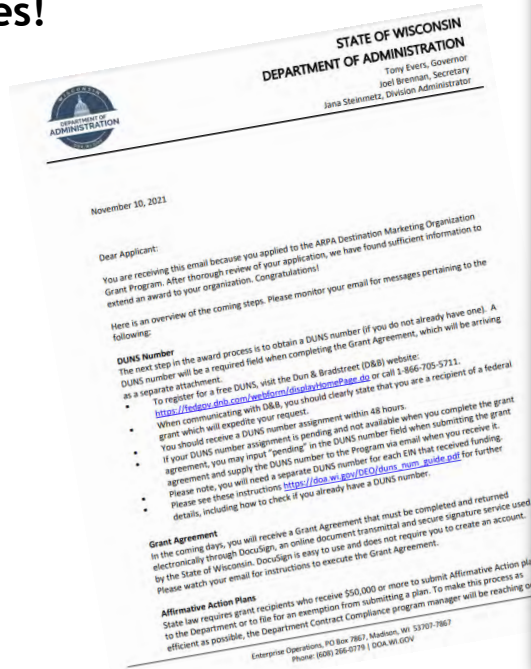 es!
STATE OF WISCONSIN
DEPARTMENT OF ADMINISTRATION
Tony Evers, Governor
Joel Brennan, Secretary
Jana Steinmetz, Division Administrator
WISCONSIN
DEPARTMENT OF
ADMINISTRATION
DOA.WI.GOV
November 10, 2021
Dear Applicant:
You are receiving this email because you applied to the ARPA Destination Marketing Organization
Grant Program. After thorough review of your application, we have found sufficient information to
extend an award to your organization. Congratulations!
Here is an overview of the coming steps. Please monitor your email for messages pertaining to the
following:
DUNS Number
The next step in the award process is to obtain a DUNS number (if you do not already have one). A
DUNS number will be a required field when completing the Grant Agreement, which will be arriving
as a separate attachment.
• To register for a free DUNS, visit the Dun & Bradstreet (D&B) website:
https://fedgov.dnb.com/webform/displayHomePage.do or call 1-866-705-5711.
• When communicating with D&B, you should clearly state that you are a recipient of a federal
grant which will expedite your request.
• You should receive a DUNS number assignment within 48 hours.
• If your DUNS number assignment is pending and not available when you complete the grant
agreement, you may input "pending" in the DUNS number field when submitting the grant
agreement and supply the DUNS number to the Program via email when you receive it.
• Please note, you will need a separate DUNS number for each EIN that received funding.
• Please see these instructions https://doa.wi.gov/DEO/duns_num_guide.pdf for further
details, including how to check if you already have a DUNS number.
Grant Agreement
In the coming days, you will receive a Grant Agreement that must be completed and returned
electronically through DocuSign, an online document transmittal and secure signature service used
by the State of Wisconsin. DocuSign is easy to use and does not require you to create an account.
Please watch your email for instructions to execute the Grant Agreement.
Affirmative Action Plans
State law requires grant recipients who receive $50,000 or more to submit Affirmative Action pla
to the Department or to file for an exemption from submitting a plan. To make this process as
efficient as possible, the Department Contract Compliance program manager will be reaching o
Enterprise Operations, PO Box 7867, Madison, WI 53707-7867
Phone: (608) 266-0779 | DOA.WI.GOV